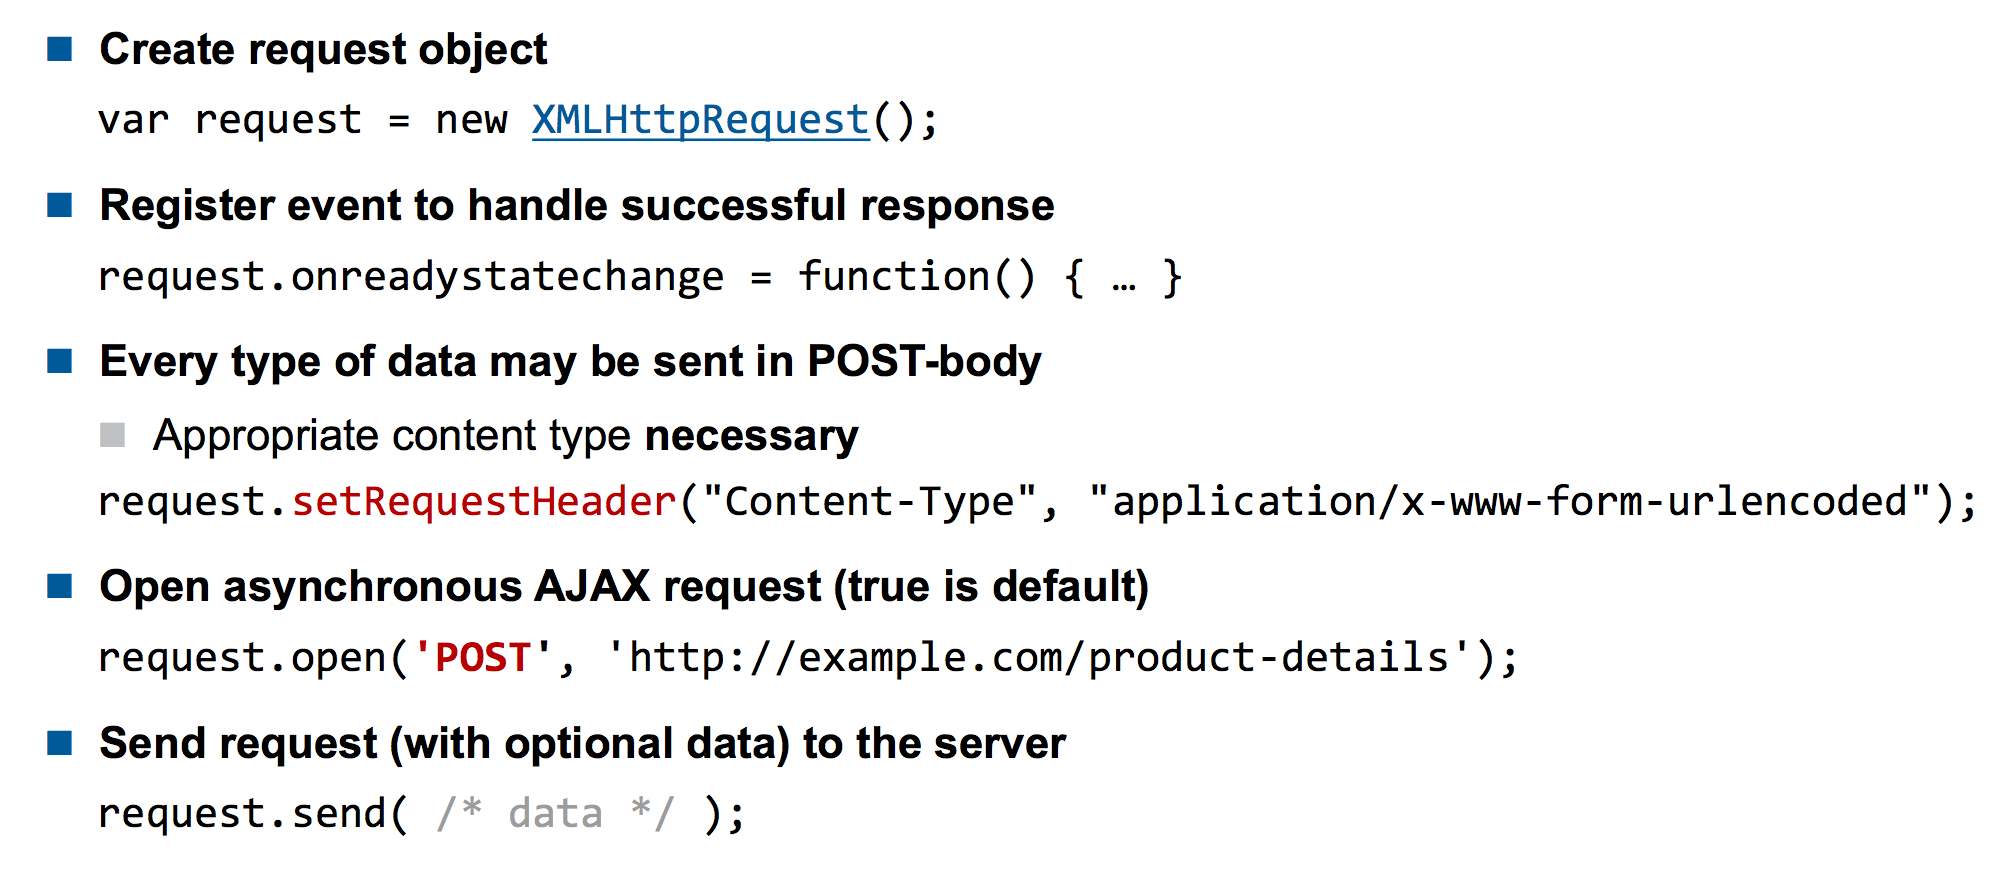 Create request object
var request = new XMLHttpRequest();
Register event to handle successful response
request.onreadystatechange = function() { … }
Every type of data may be sent in POST-body
Appropriate content type necessary
request.setRequestHeader("Content-Type", "application/x-www-form-urlencoded");
Open asynchronous AJAX request (true is default)
request.open('POST', 'http://example.com/product-details');
Send request (with optional data) to the server
request.send( /* data */ );